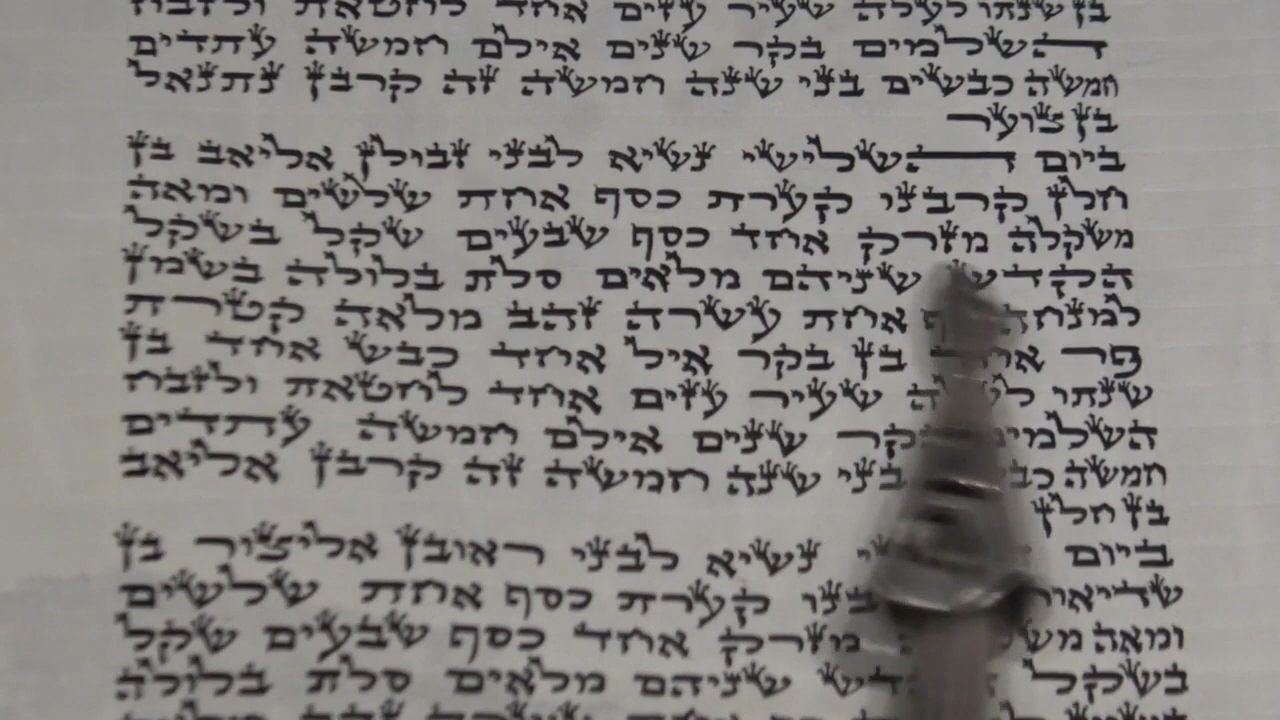 בן שנתו לעלה שעיר עזים אחד לחטאת ולזבח
השלמים בקר שנים אילם חמשה עתדים
חמשה כבשים בני שנה חמשה זה קרבן נתנאל
בן צוער
ביום השלישי נשיא לבני זבולן אליאב בן
חלן קרבנו קערת כסף אחת שלשים ומאה
משקלה מזרק אחד כסף שבעים שקל בשקל
הקדש שניהם מלאים סלת בלולה בשמן
למנחה אחת עשרה זהב מלאה קטרת
פר בן בקר איל אחד כבש אחד בן
שנתו שעיר עזים אחד לחטאת ולזבח
השלמים בקר שנים אילם חמשה עתדים
חמשה בני שנה חמשה זה קרבן אליאב
בן חלן
ביום נשיא לבני ראובן אליצור בן
שדיאור קערת כסף אחת שלשים
ומאה מזרק אחד כסף שבעים שקל
בשקל שניהם מלאים סלת בלולה